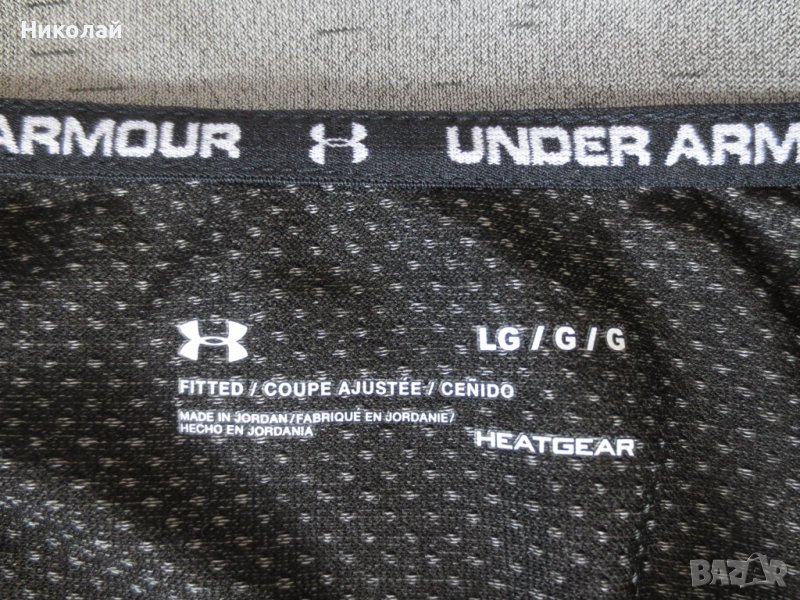 Николай
ARMOUR UNDER ARM
LG / G / G
FITTED / COUPE AJUSTÉE / CEÑIDO
MADE IN JORDAN/FABRIQUÉ EN JORDANIE/
HECHO EN JORDANIA
HEATGEAR
BAZAR